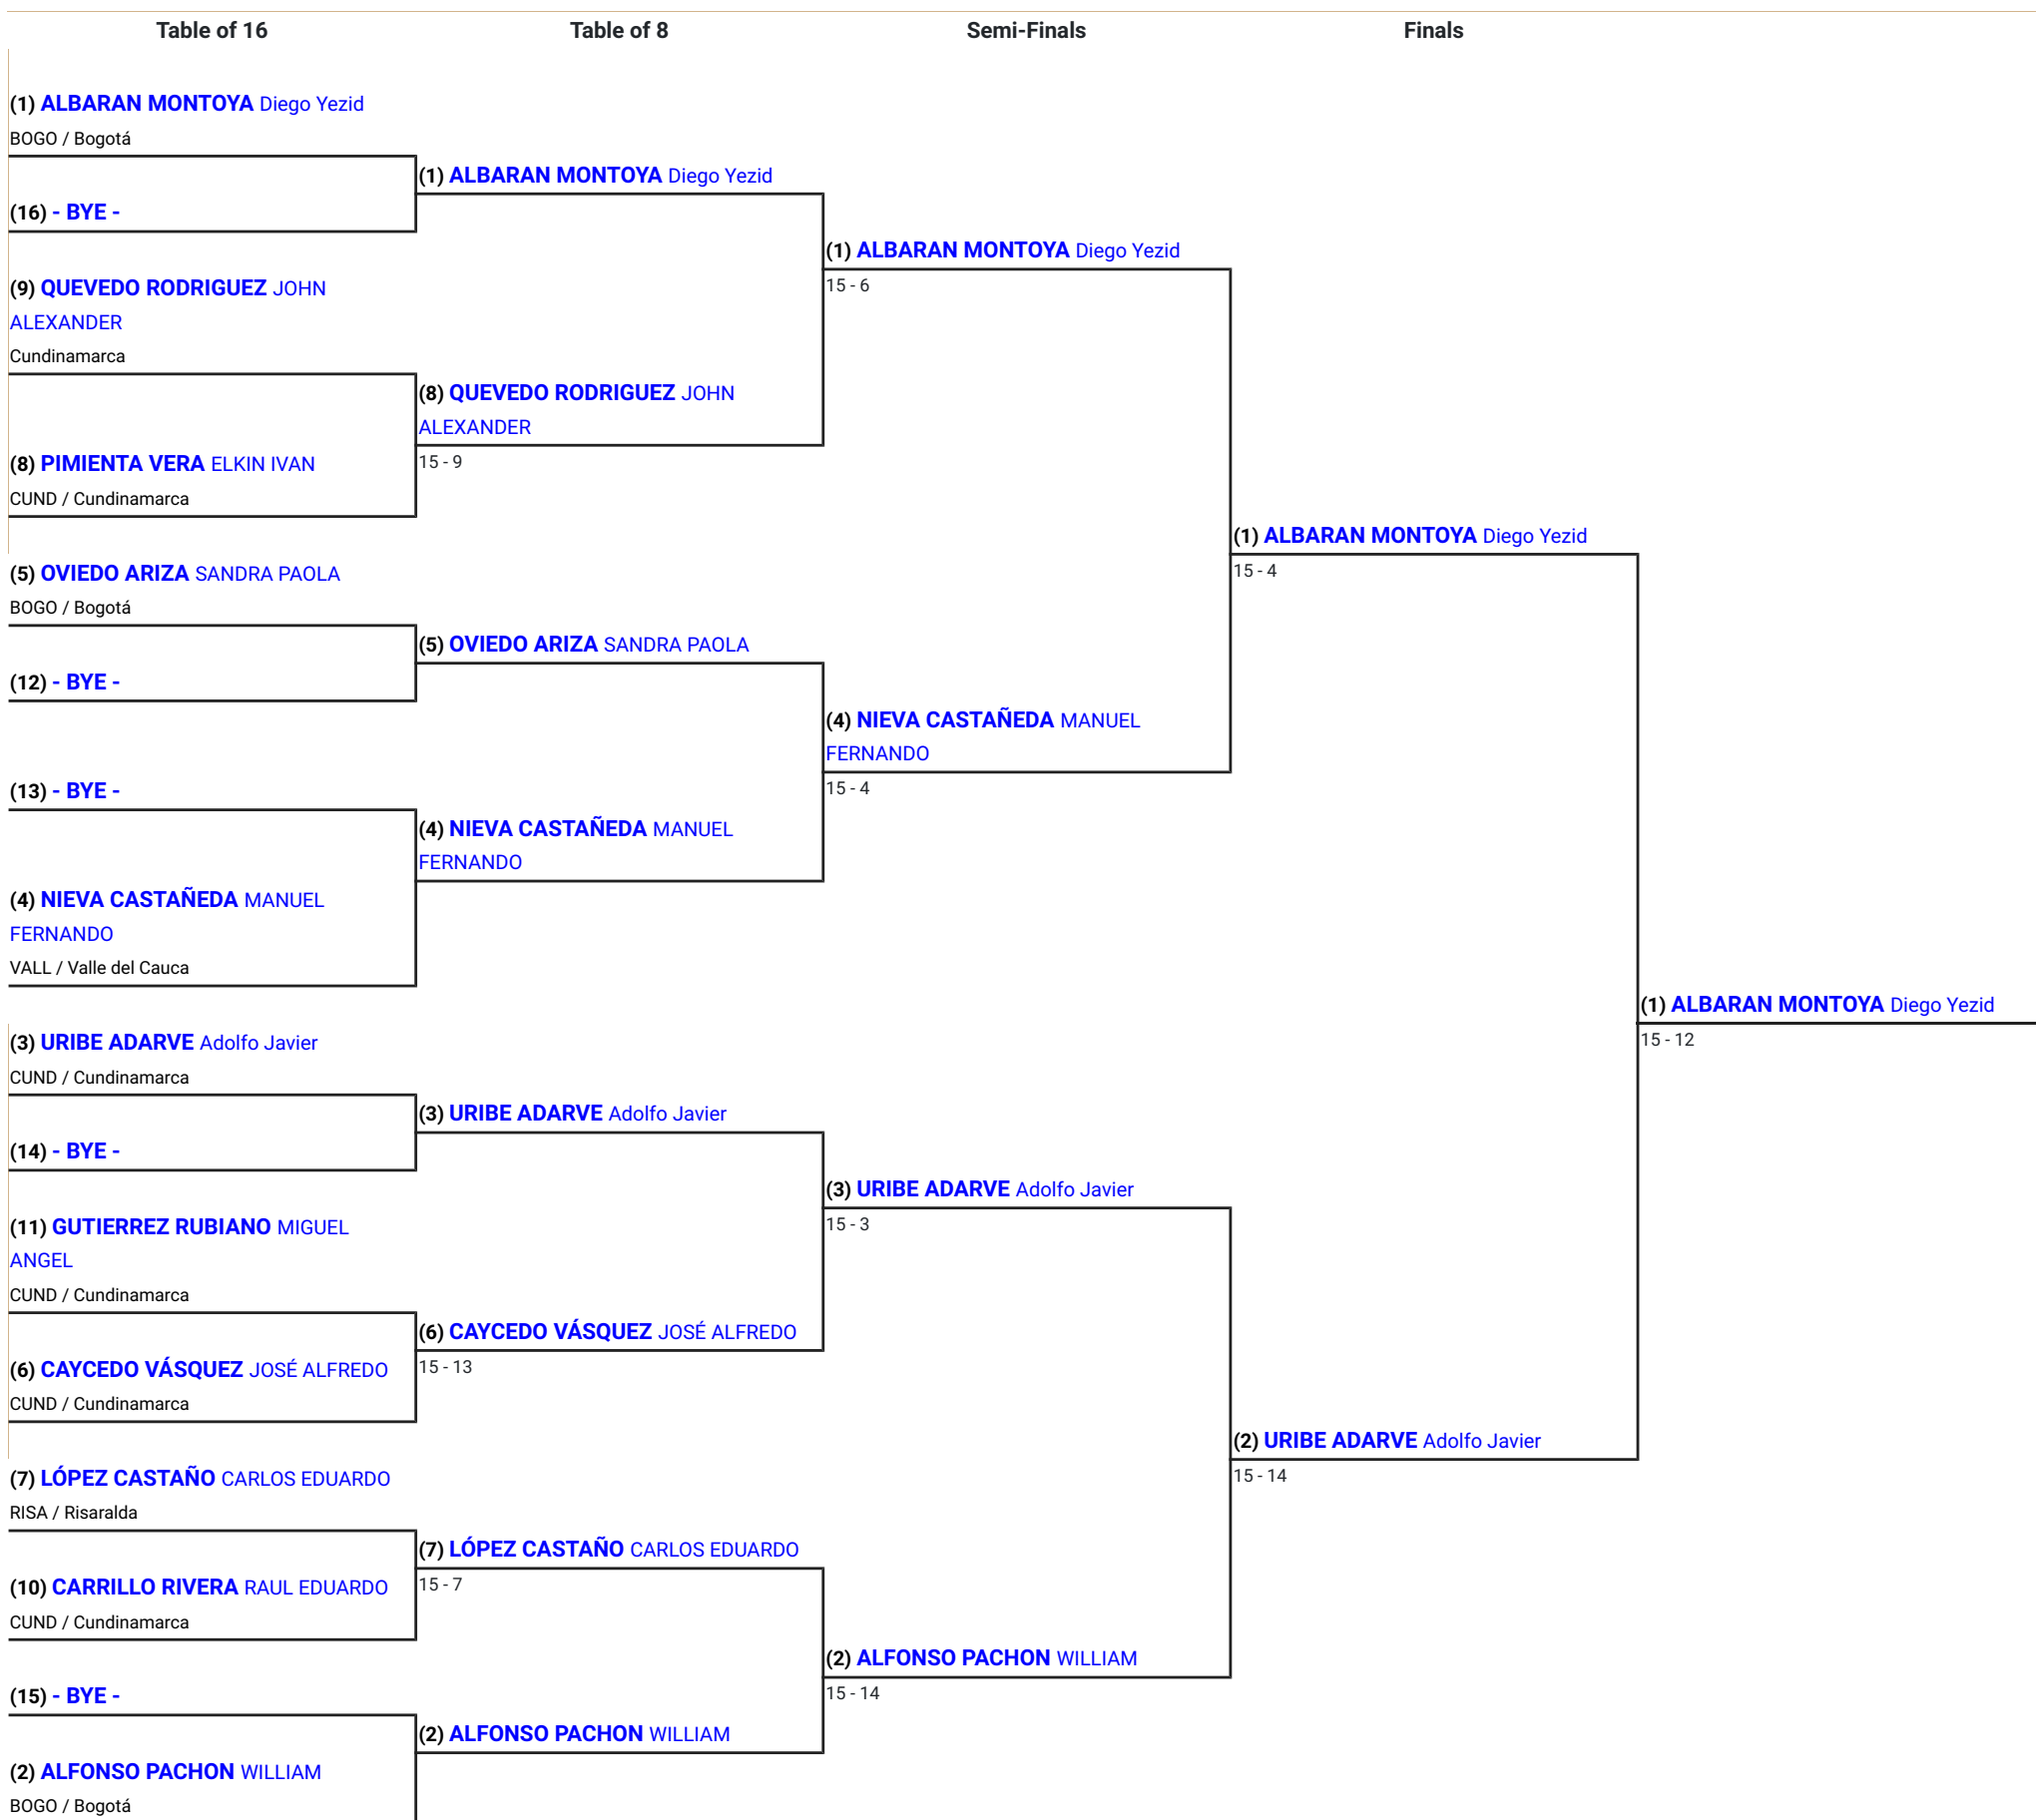 Table of 16
Table of 8
Semi-Finals
Finals
(1) ALBARAN MONTOYA Diego Yezid
BOGO / Bogotá
(16) - BYE -
(9) QUEVEDO RODRIGUEZ JOHN
ALEXANDER
Cundinamarca
(8) PIMIENTA VERA ELKIN IVAN
CUND / Cundinamarca
(5) OVIEDO ARIZA SANDRA PAOLA
BOGO / Bogotá
(12) - BYE -
(13) - BYE -
(4) NIEVA CASTAÑEDA MANUEL
FERNANDO
VALL / Valle del Cauca
(3) URIBE ADARVE Adolfo Javier
CUND / Cundinamarca
(14) - BYE -
(11) GUTIERREZ RUBIANO MIGUEL
ANGEL
CUND / Cundinamarca
(6) CAYCEDO VÁSQUEZ JOSÉ ALFREDO
CUND / Cundinamarca
(7) LÓPEZ CASTAÑO CARLOS EDUARDO
RISA / Risaralda
(10) CARRILLO RIVERA RAUL EDUARDO
CUND / Cundinamarca
(15) - BYE -
(2) ALFONSO PACHON WILLIAM
BOGO / Bogotá
(1) ALBARAN MONTOYA Diego Yezid
(8) QUEVEDO RODRIGUEZ JOHN
ALEXANDER
15 - 9
(5) OVIEDO ARIZA SANDRA PAOLA
(4) NIEVA CASTAÑEDA MANUEL
FERNANDO
(3) URIBE ADARVE Adolfo Javier
(6) CAYCEDO VÁSQUEZ JOSÉ ALFREDO
15 - 13
(7) LÓPEZ CASTAÑO CARLOS EDUARDO
15 - 7
(2) ALFONSO PACHON WILLIAM
(1) ALBARAN MONTOYA Diego Yezid
15 - 6
(4) NIEVA CASTAÑEDA MANUEL
FERNANDO
15 - 4
(3) URIBE ADARVE Adolfo Javier
15 - 3
(2) ALFONSO PACHON WILLIAM
15 - 14
(1) ALBARAN MONTOYA Diego Yezid
15 - 4
(2) URIBE ADARVE Adolfo Javier
15 - 14
(1) ALBARAN MONTOYA Diego Yezid
15 - 12